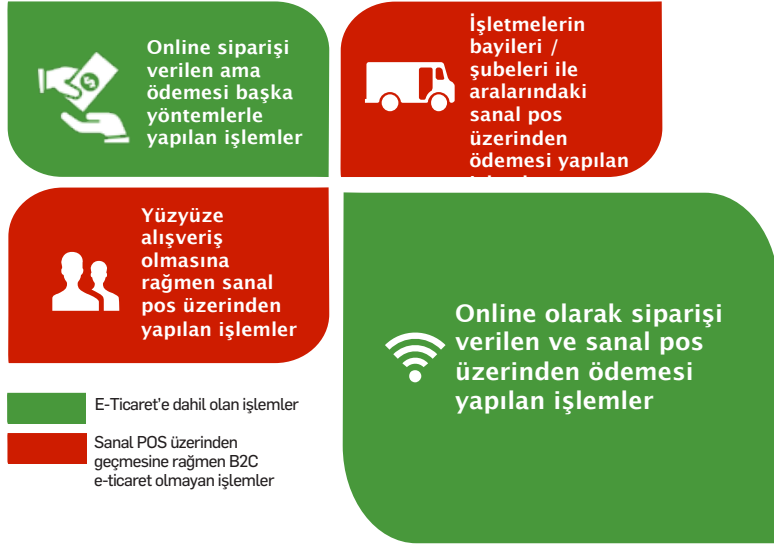 Online siparişi
verilen ama
ödemesi başka
yöntemlerle
yapılan işlemler
İşletmelerin
bayileri /
şubeleri ile
aralarındaki
sanal pos
üzerinden
ödemesi yapılan
Yüzyüze
alışveriş
olmasına
rağmen sanal
pos üzerinden
yapılan işlemler
Online olarak siparişi
verilen ve sanal pos
üzerinden ödemesi
yapılan işlemler
E-Ticaret'e dahil olan işlemler
Sanal POS üzerinden
geçmesine rağmen B2C
e-ticaret olmayan işlemler